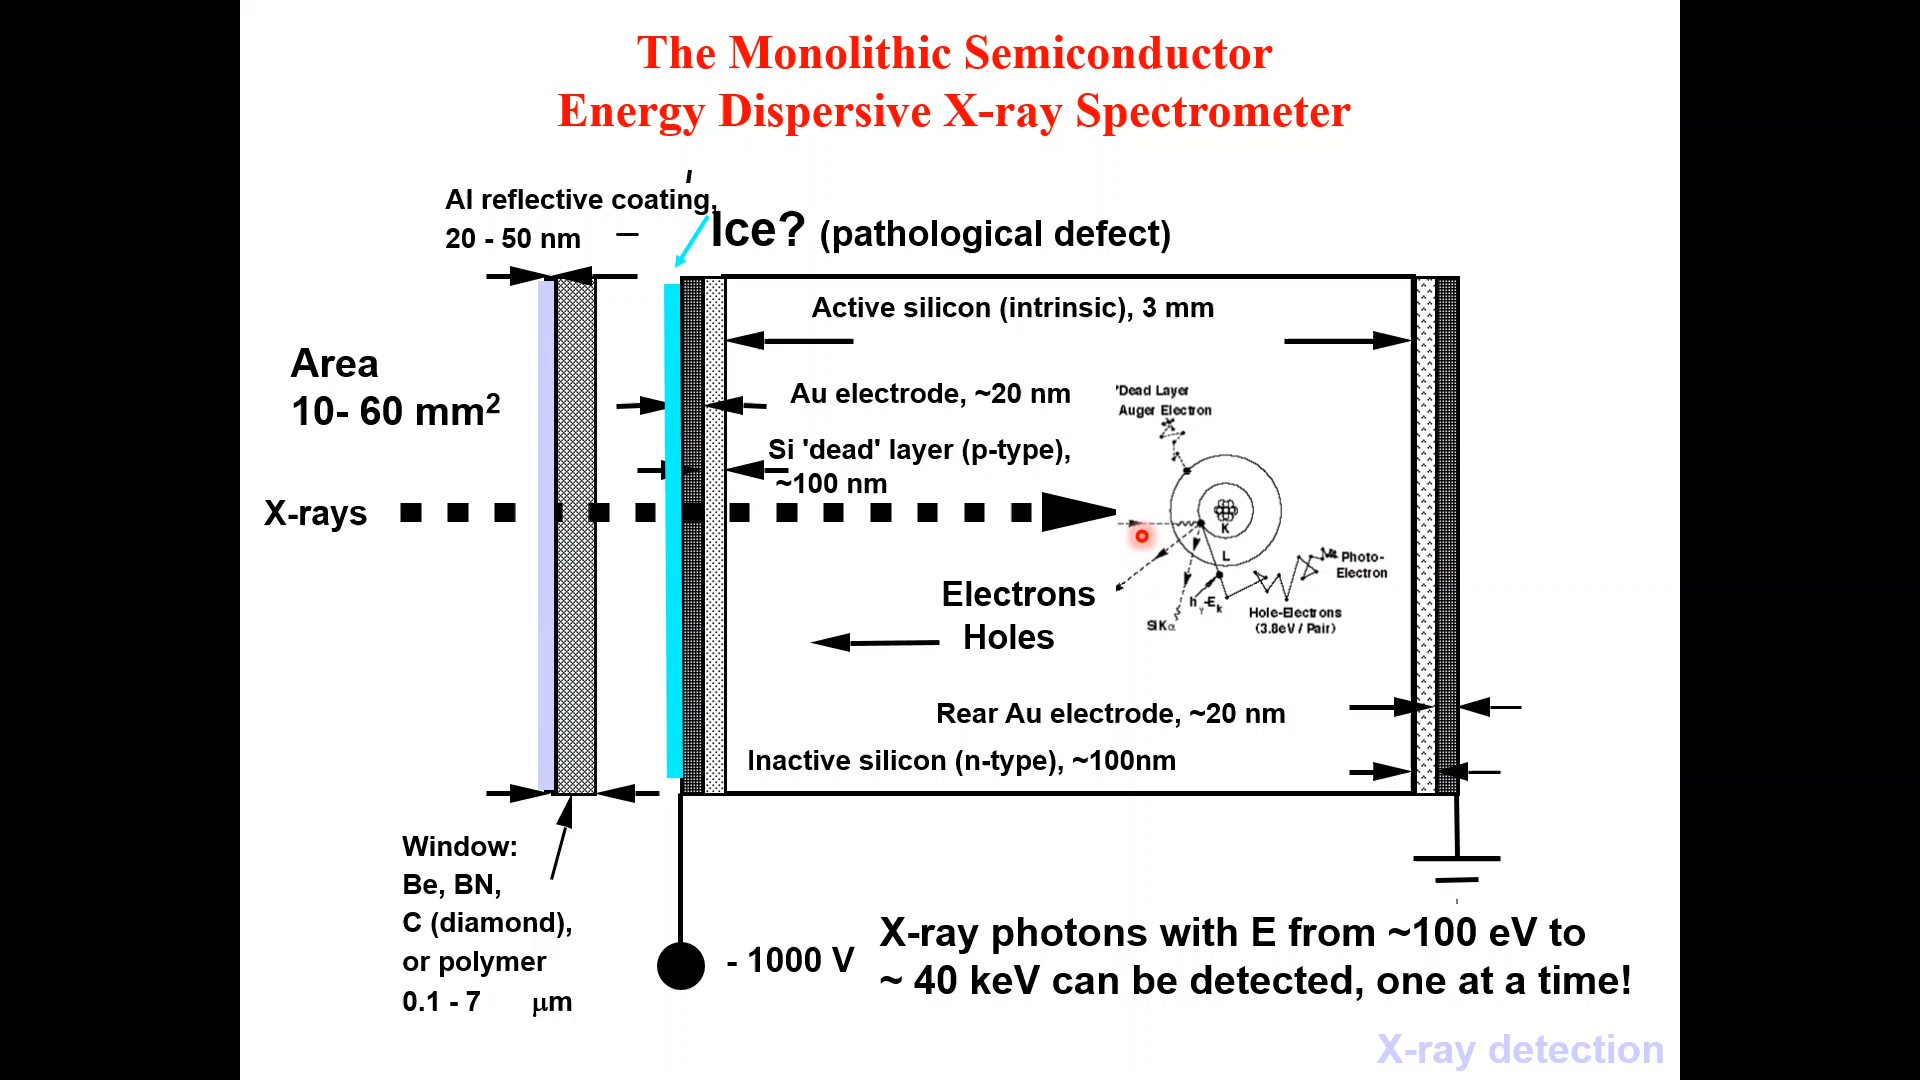 The Monolithic Semiconductor
Energy Dispersive X-ray Spectrometer
Al reflective coating,
20 - 50 nm
Ice? (pathological defect)
Active silicon (intrinsic), 3 mm
Area
10- 60 mm²
Au electrode, ~20 nm
'Dead Layer
Auger Electron
Si 'dead' layer (p-type),
~100 nm
X-rays
K
L
Photo-
Electron
Electrons
Holes
hγ-Ek
SiKα
Hole-Electrons
(3.8eV / Pair)
Rear Au electrode, ~20 nm
Inactive silicon (n-type), ~100nm
Window:
Be, BN,
C (diamond),
or polymer
0.1 - 7 μm
- 1000 V
X-ray photons with E from ~100 eV to
~ 40 keV can be detected, one at a time!
X-ray detection